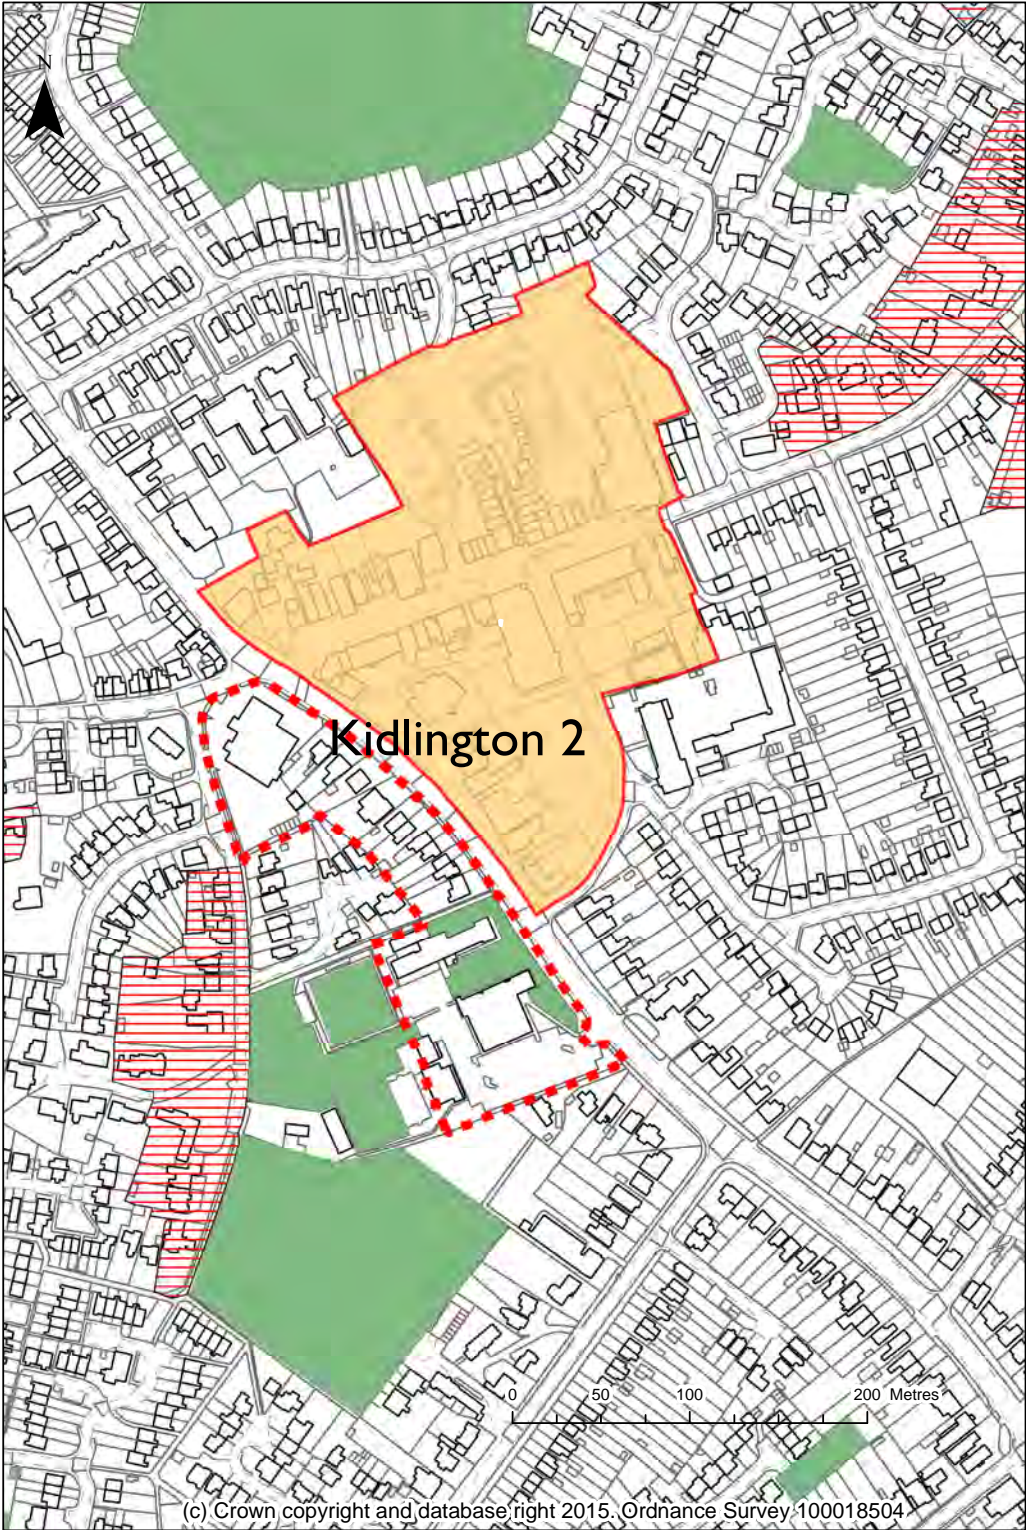 N
Kidlington 2
0 50 100 200 Metres
(c) Crown copyright and database right 2015. Ordnance Survey 100018504